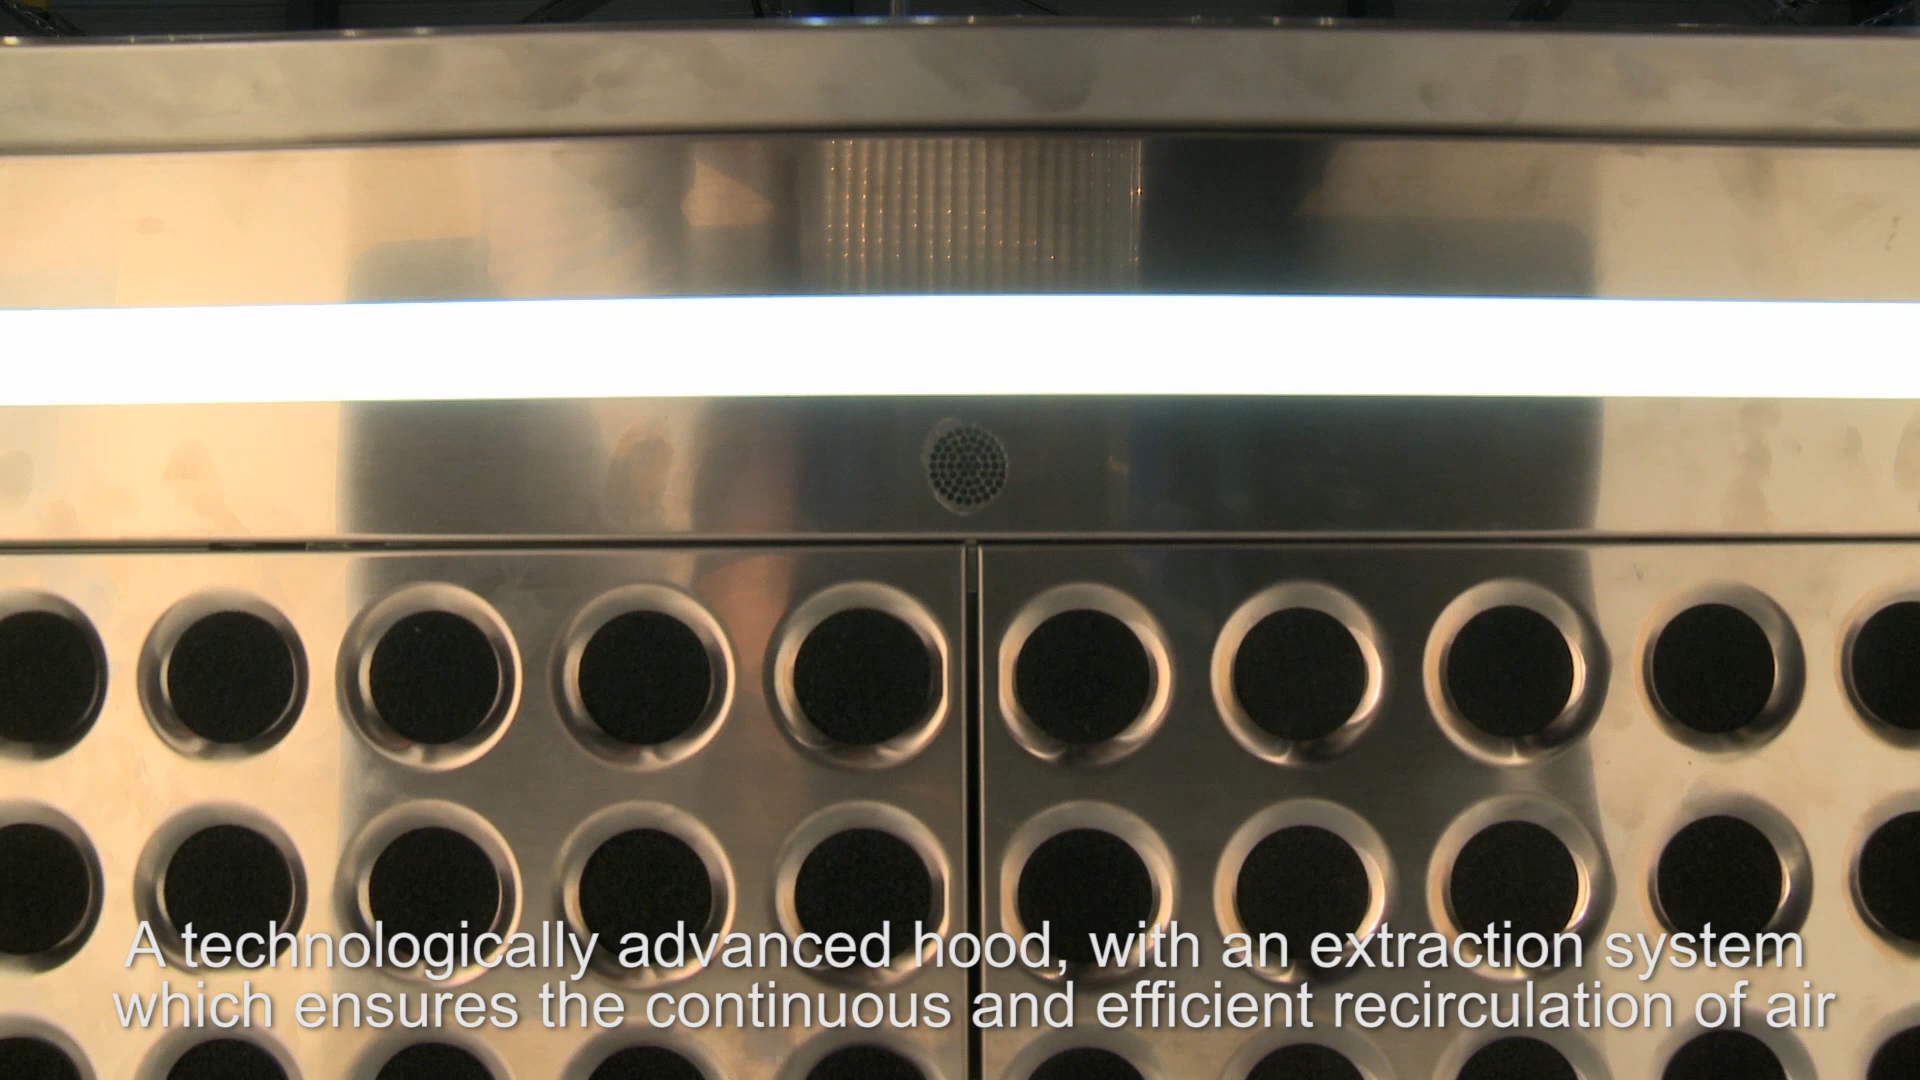 A technologically advanced hood, with an extraction system
which ensures the continuous and efficient recirculation of air